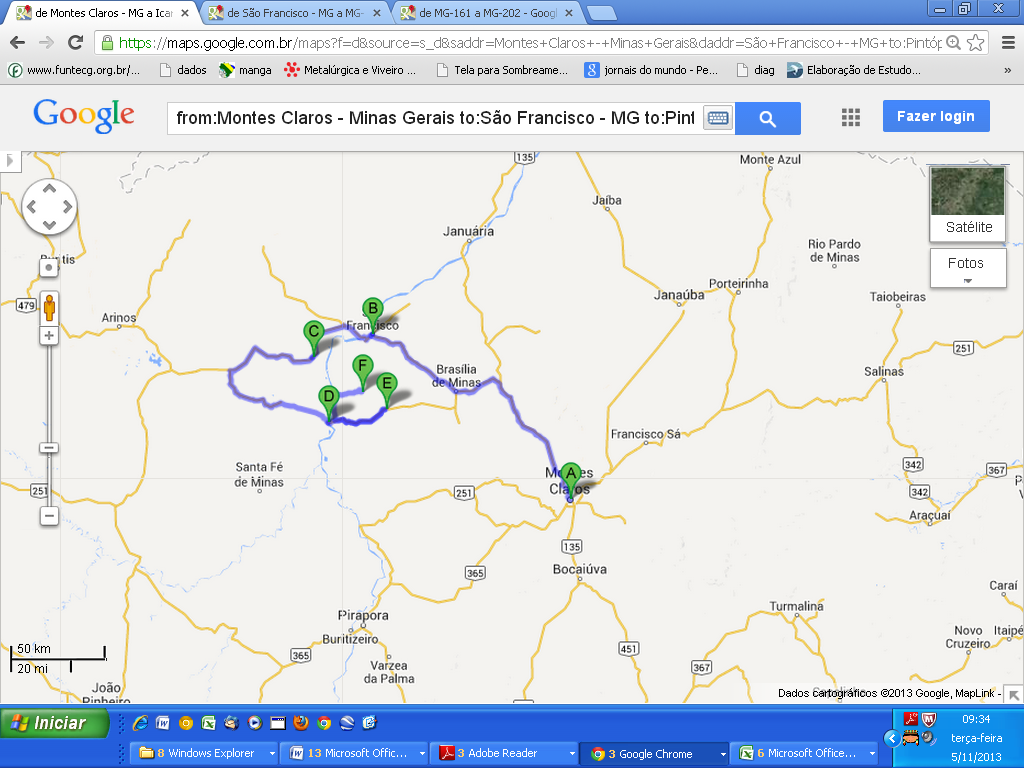 de Montes Claros - MG a Icar
de São Francisco - MG a MG-
de MG-161 a MG-202 - Googl
https://maps.google.com.br/maps?f=d&source=s_d&saddr=Montes+Claros+-+Minas+Gerais&daddr=São+Francisco+-+MG+to:Pintóp
www.funtecg.org.br/...
dados
manga
Metalúrgica e Viveiro ...
Tela para Sombreame...
jornais do mundo - Pe...
diag
Elaboração de Estudo...
»
Google
from:Montes Claros - Minas Gerais to:São Francisco - MG to:Pint
Fazer login
135
Monte Azul
Satélite
Jaíba
Januária
Rio Pardo
de Minas
Fotos
Porteirinha
Janaúba
Taiobeiras
479
Arinos
B
Francisco
C
251
F
Brasília
de Minas
Salinas
E
D
Francisco Sá
Santa Fé
de Minas
A
Montes
Claros
342
367
251
251
342
Araçuaí
135
365
Bocaiúva
Caraí
Turmalina
Pirapora
Buritizeiro
Novo
Cruzeiro
Itaipé
365
451
367
Varzea
da Palma
50 km
20 mi
João
Pinheiro
Dados cartográficos ©2013 Google, MapLink -
Iniciar
09:34
terça-feira
5/11/2013
8 Windows Explorer
13 Microsoft Offic...
3 Adobe Reader
3 Google Chrome
6 Microsoft Office...